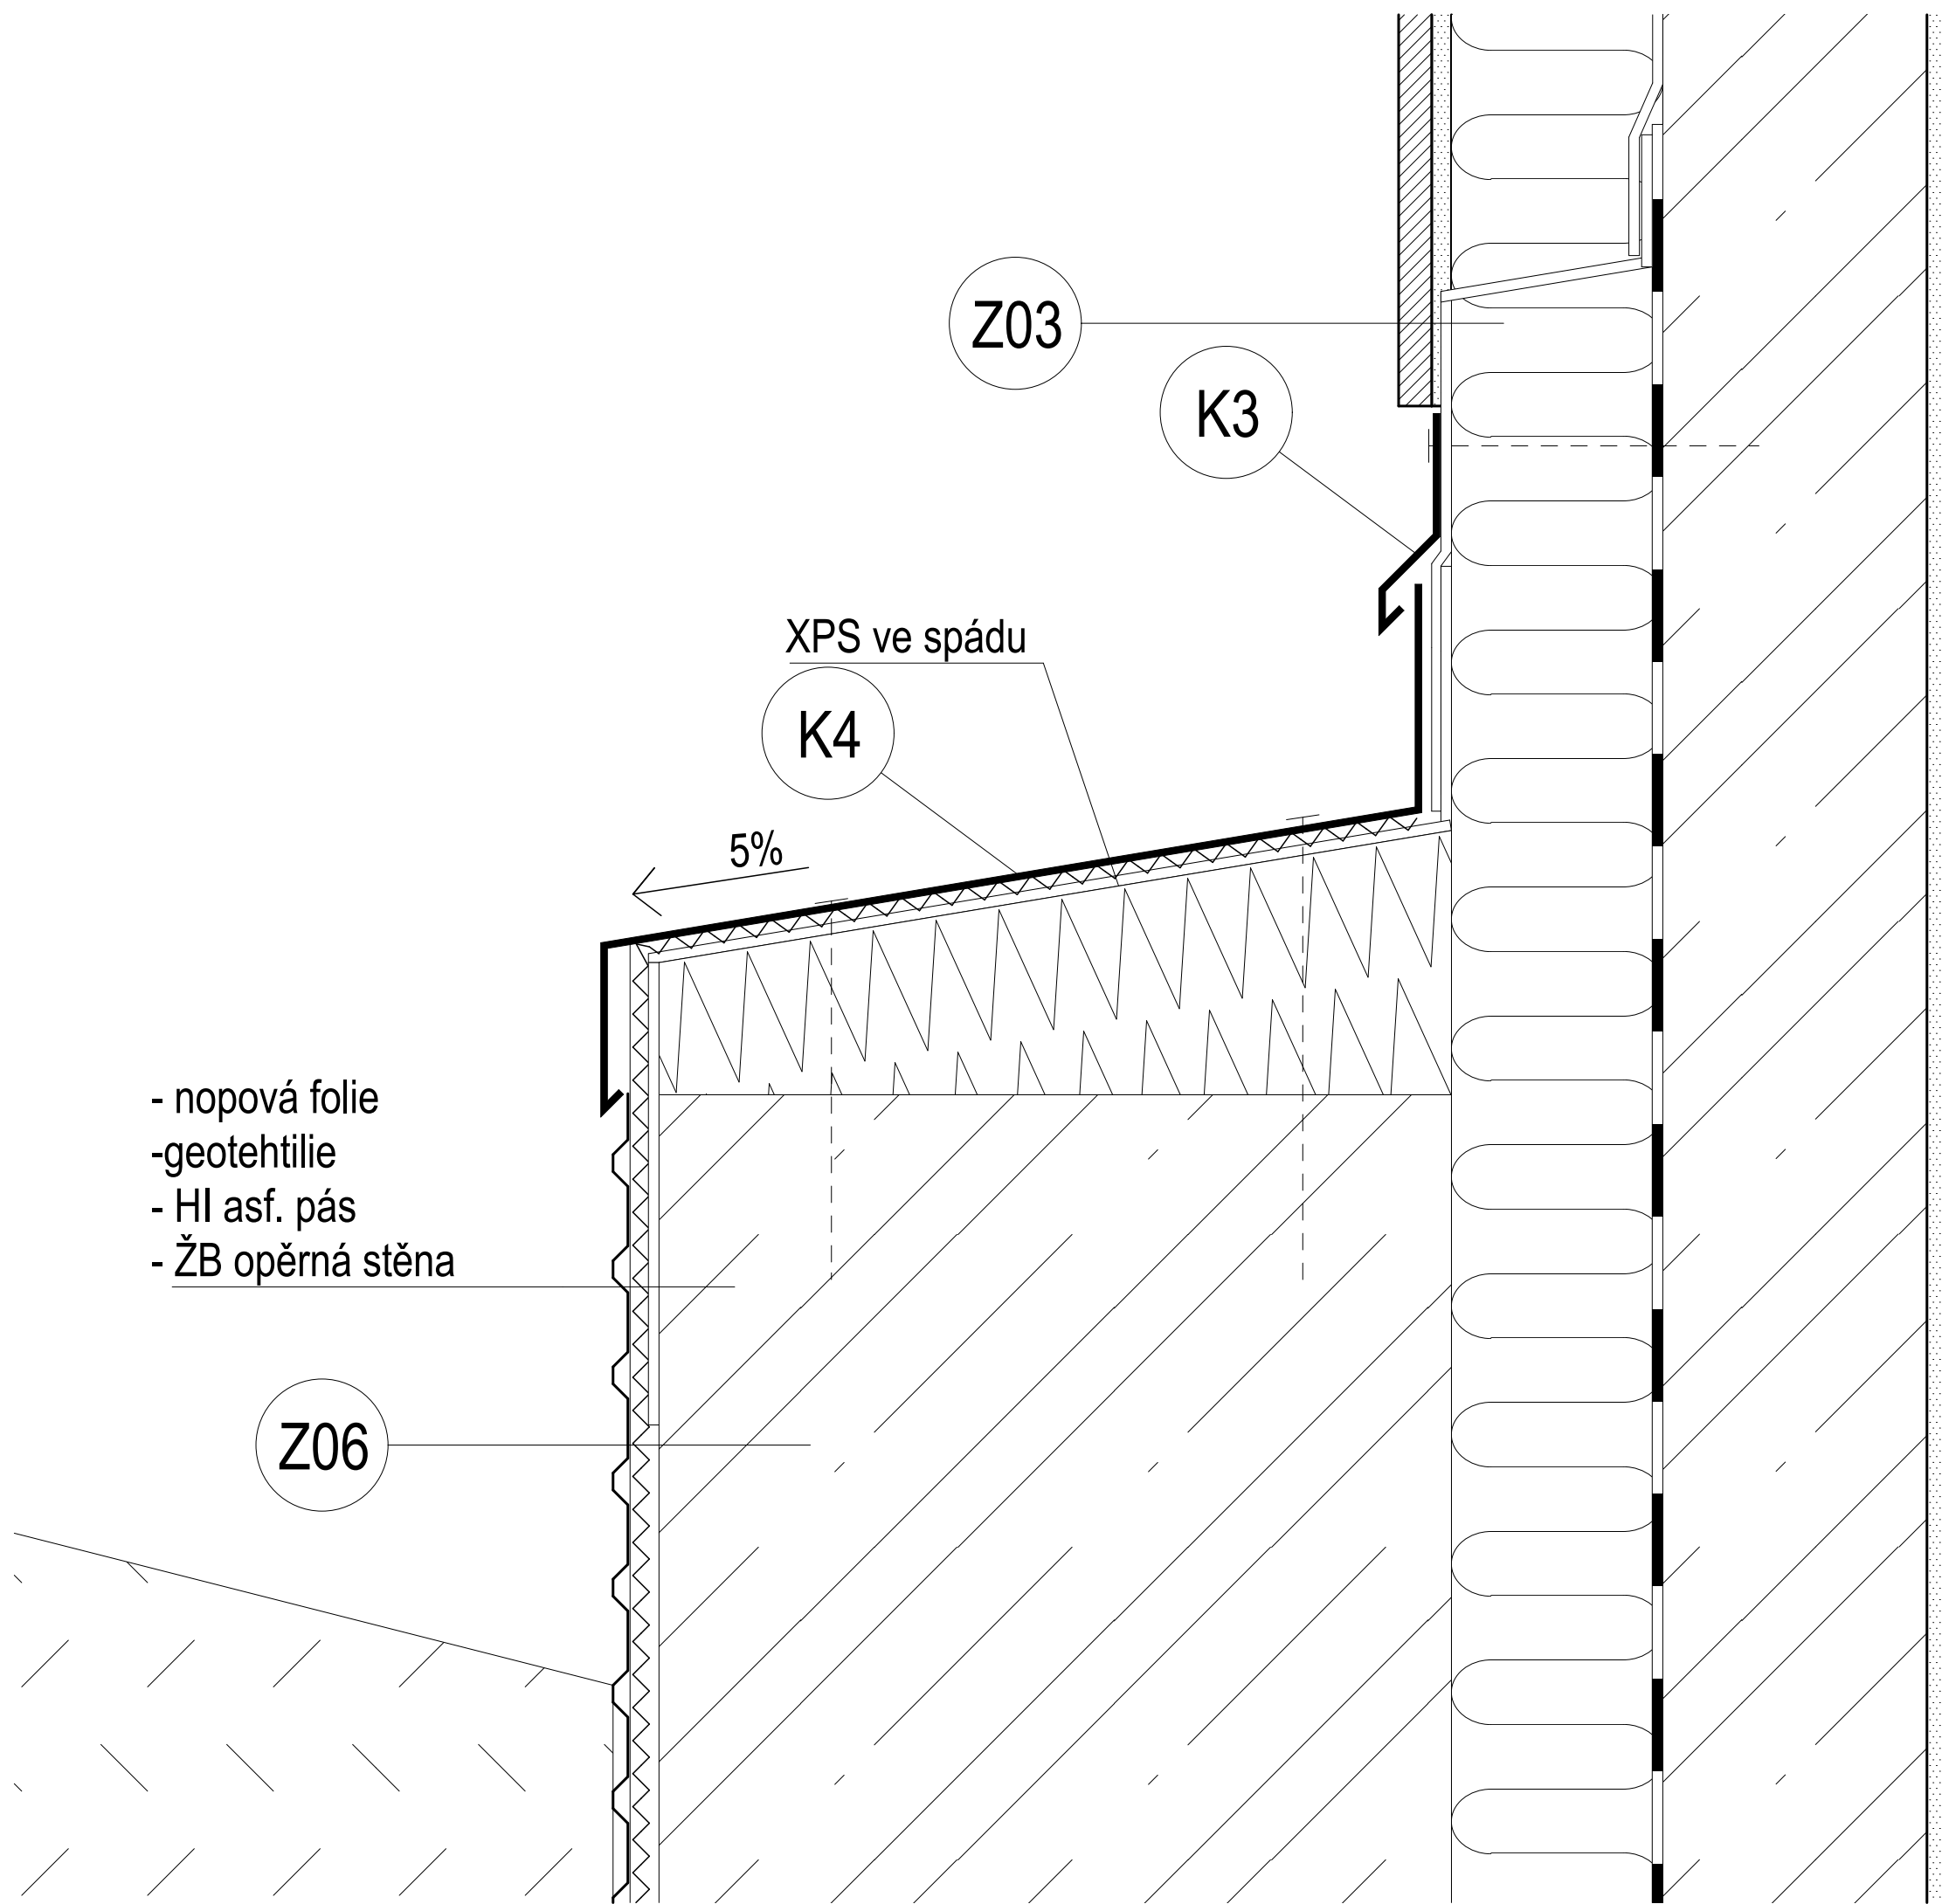 Z03
K3
XPS ve spádu
K4
5%
- nopová folie
-geotehtilie
- HI asf. pás
- ŽB opěrná stěna
Z06